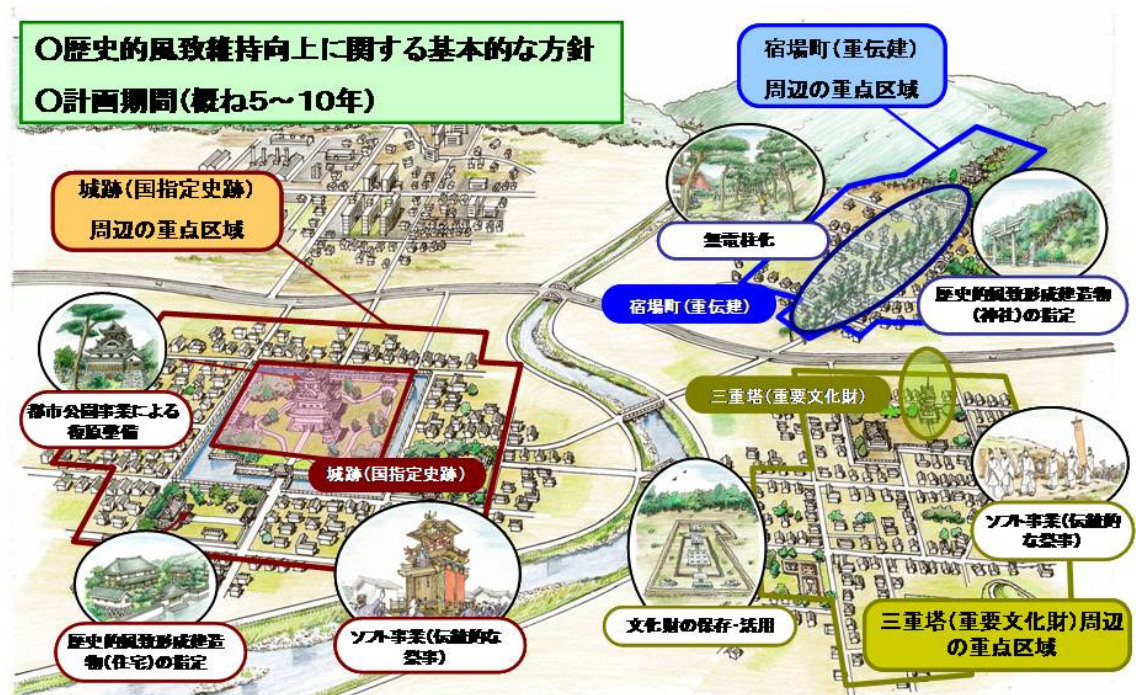 〇歴史的風致維持向上に関する基本的な方針
〇計画期間(概ね5～10年)
宿場町(重伝建)
周辺の重点区域
城跡(国指定史跡)
周辺の重点区域
無電柱化
宿場町(重伝建)
歴史的風致形成建造物
(神社)の指定
都市公園事業による
復原整備
三重塔(重要文化財)
城跡(国指定史跡)
ソフト事業(伝統的
な祭事)
歴史的風致形成建造
物(住宅)の指定
ソフト事業(伝統的な
祭事)
文化財の保存・活用
三重塔(重要文化財)周辺
の重点区域